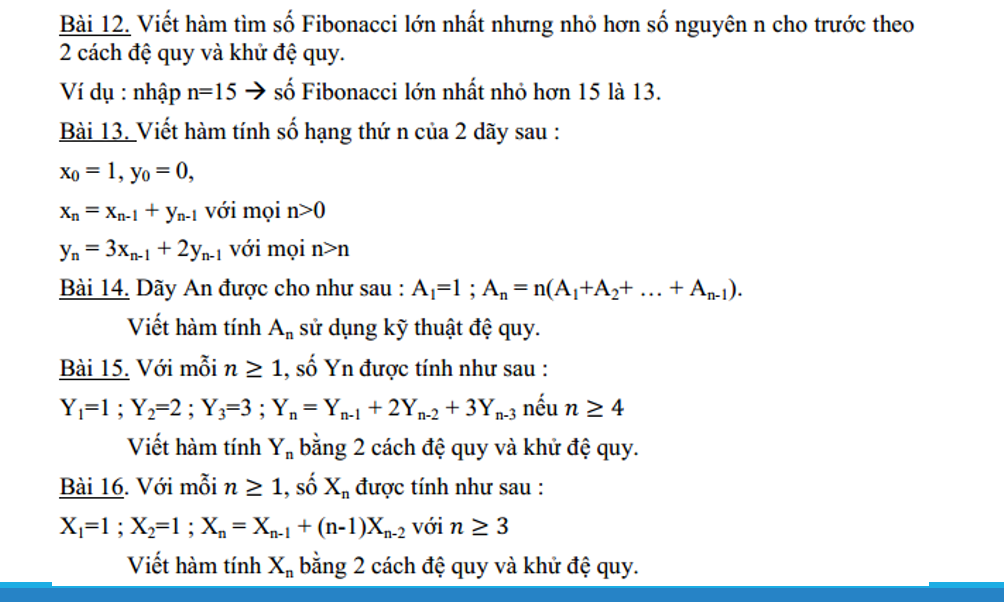 Bài 12. Viết hàm tìm số Fibonacci lớn nhất nhưng nhỏ hơn số nguyên n cho trước theo
2 cách đệ quy và khử đệ quy.
Ví dụ : nhập n=15 → số Fibonacci lớn nhất nhỏ hơn 15 là 13.
Bài 13. Viết hàm tính số hạng thứ n của 2 dãy sau :
x₀ = 1, y₀ = 0,
xₙ = xₙ₋₁ + yₙ₋₁ với mọi n>0
yₙ = 3xₙ₋₁ + 2yₙ₋₁ với mọi n>n
Bài 14. Dãy An được cho như sau : A₁=1 ; Aₙ = n(A₁+A₂+ … + Aₙ₋₁).
Viết hàm tính Aₙ sử dụng kỹ thuật đệ quy.
Bài 15. Với mỗi n ≥ 1, số Yn được tính như sau :
Y₁=1 ; Y₂=2 ; Y₃=3 ; Yₙ = Yₙ₋₁ + 2Yₙ₋₂ + 3Yₙ₋₃ nếu n ≥ 4
Viết hàm tính Yₙ bằng 2 cách đệ quy và khử đệ quy.
Bài 16. Với mỗi n ≥ 1, số Xₙ được tính như sau :
X₁=1 ; X₂=1 ; Xₙ = Xₙ₋₁ + (n-1)Xₙ₋₂ với n ≥ 3
Viết hàm tính Xₙ bằng 2 cách đệ quy và khử đệ quy.